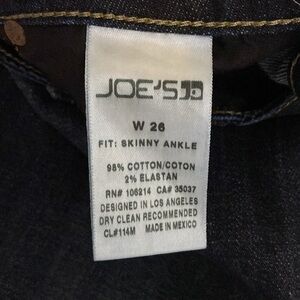 JOE'S JD
W 26
FIT: SKINNY ANKLE
98% COTTON/COTON
2% ELASTAN
RN# 106214 CA# 35037
DESIGNED IN LOS ANGELES
DRY CLEAN RECOMMENDED
CL#114M MADE IN MEXICO